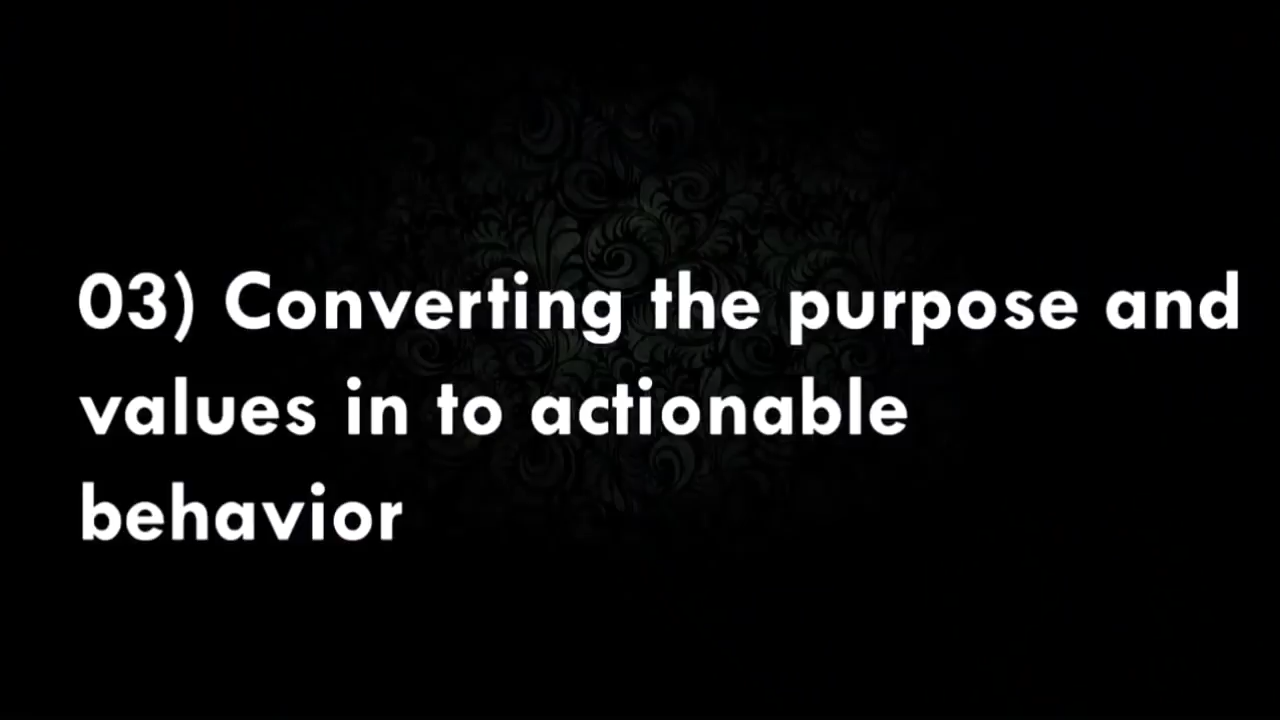 03) Converting the purpose and
values in to actionable
behavior